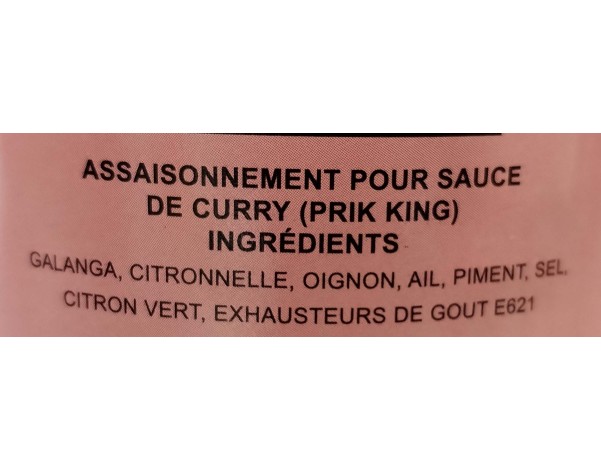 ASSAISONNEMENT POUR SAUCE
DE CURRY (PRIK KING)
INGRÉDIENTS
GALANGA, CITRONNELLE, OIGNON, AIL, PIMENT, SEL,
CITRON VERT, EXHAUSTEURS DE GOUT E621